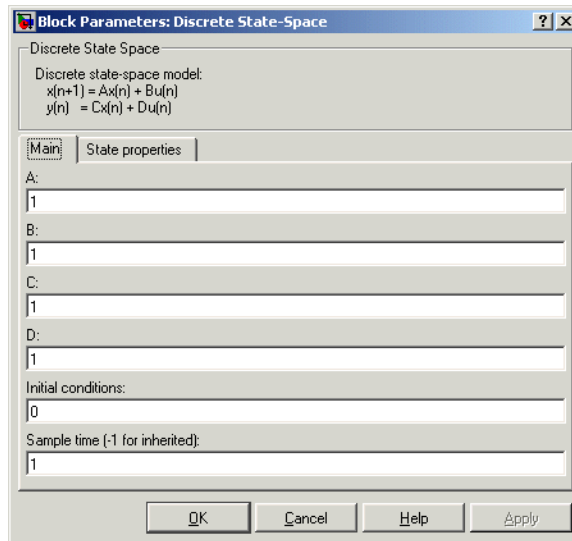 Block Parameters: Discrete State-Space
Discrete State Space
Discrete state-space model:
x(n+1) = Ax(n) + Bu(n)
y(n) = Cx(n) + Du(n)
Main State properties
A:
1
B:
1
C:
1
D:
1
Initial conditions:
0
Sample time (-1 for inherited):
1
OK Cancel Help Apply